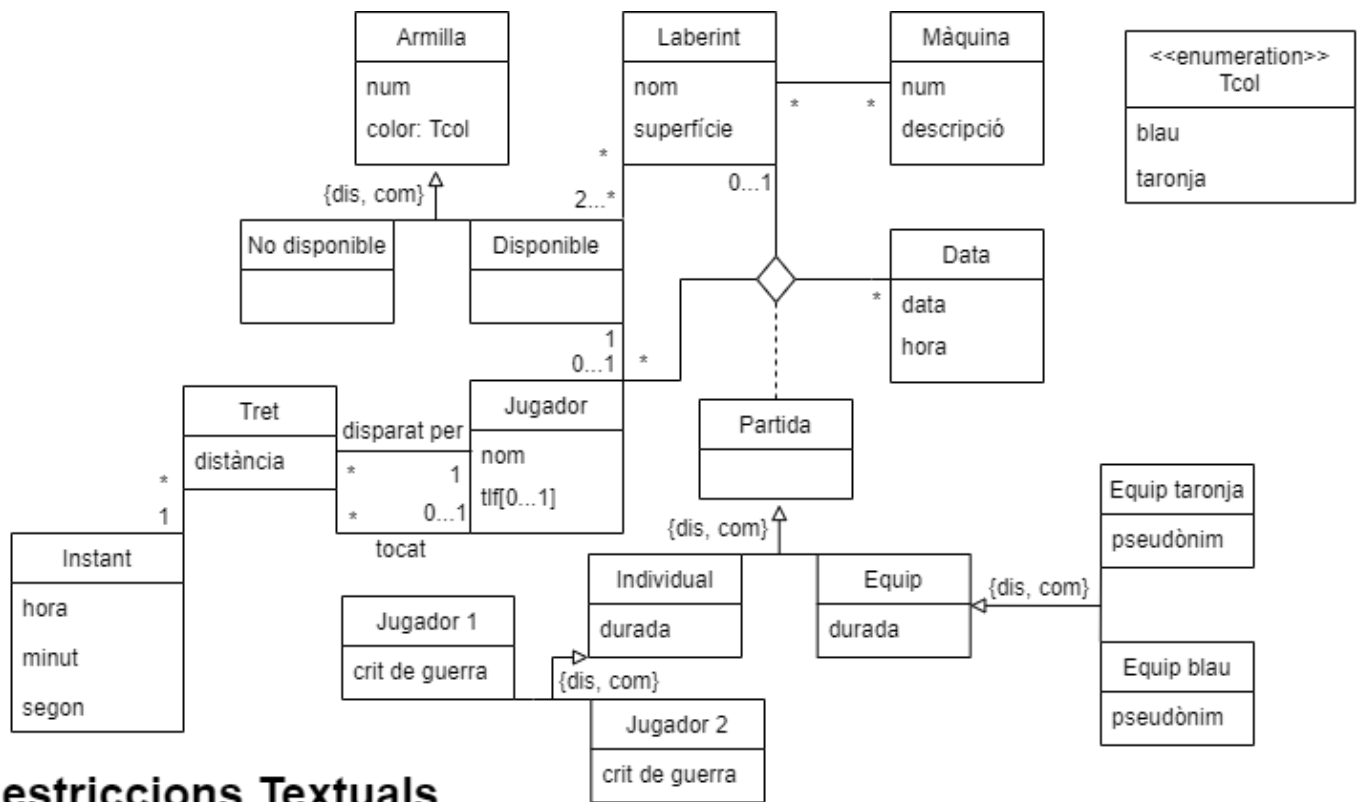 Armilla
num
color: Tcol
Laberint
nom
superfície
Màquina
num
descripció
<<enumeration>>
Tcol
blau
taronja
*
*
*
2...*
0...1
{dis, com}
No disponible
Disponible
Data
data
hora
*
1
0...1
*
Tret
distància
disparat per
*
1
*
0...1
tocat
Jugador
nom
tlf[0...1]
Partida
*
1
Instant
hora
minut
segon
{dis, com}
Individual
durada
Equip
durada
{dis, com}
Equip taronja
pseudònim
Equip blau
pseudònim
Jugador 1
crit de guerra
{dis, com}
Jugador 2
crit de guerra
estriccions Textuals